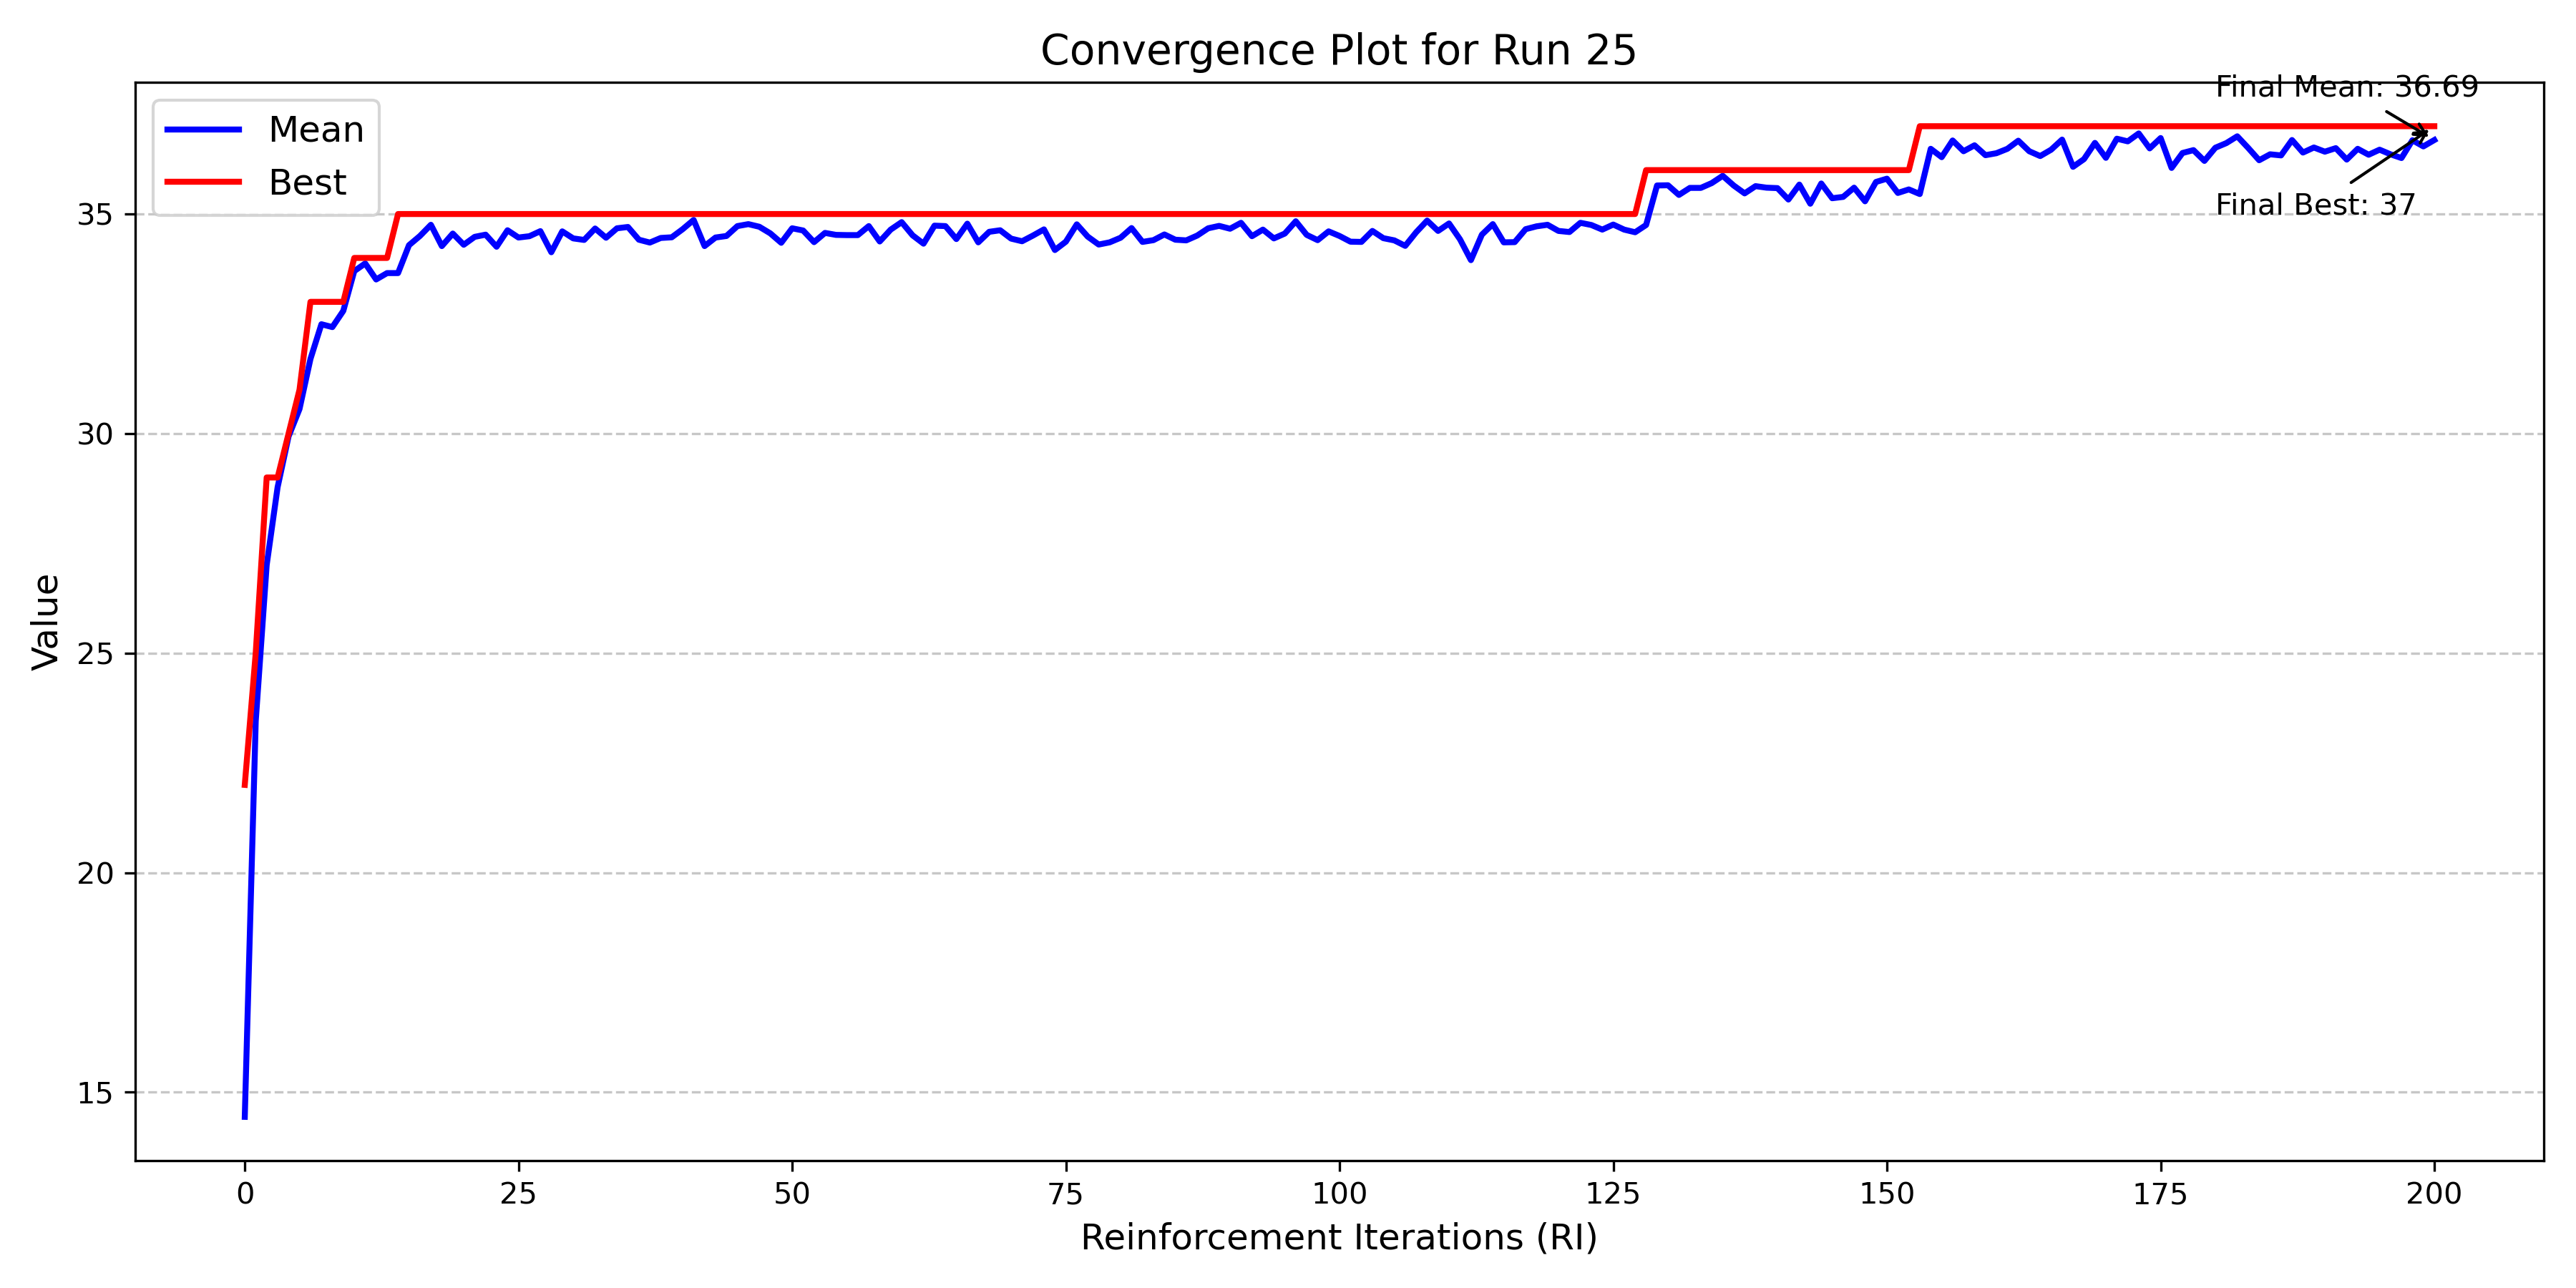 Convergence Plot for Run 25
Final Mean: 36.69
Mean
Best
Final Best: 37
35
30
25
20
15
Value
0 25 50 75 100 125 150 175 200
Reinforcement Iterations (RI)